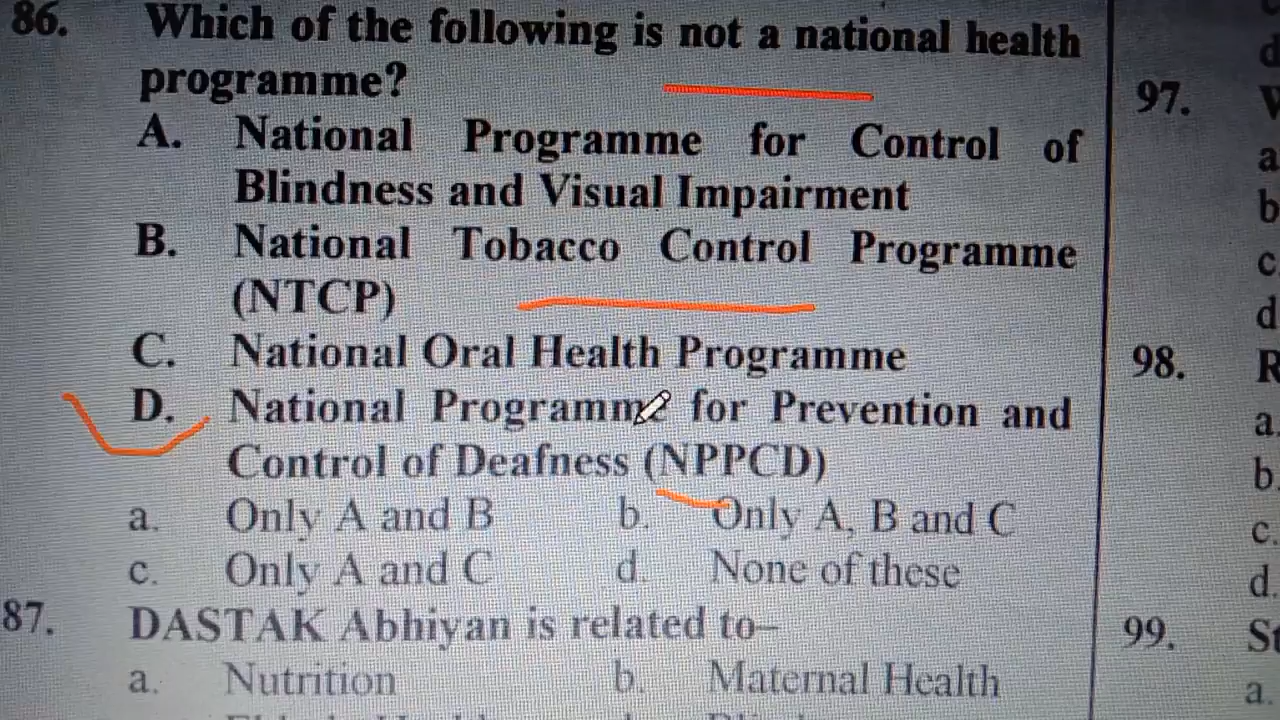 86. Which of the following is not a national health
programme?
A. National Programme for Control of
Blindness and Visual Impairment
B. National Tobacco Control Programme
(NTCP)
C. National Oral Health Programme
D. National Programme for Prevention and
Control of Deafness (NPPCD)
a. Only A and B b. Only A, B and C
c. Only A and C d. None of these
87. DASTAK Abhiyan is related to–
a. Nutrition b. Maternal Health
97.
a
b
c
d
98. R
a.
b.
c.
d.
99.
a.